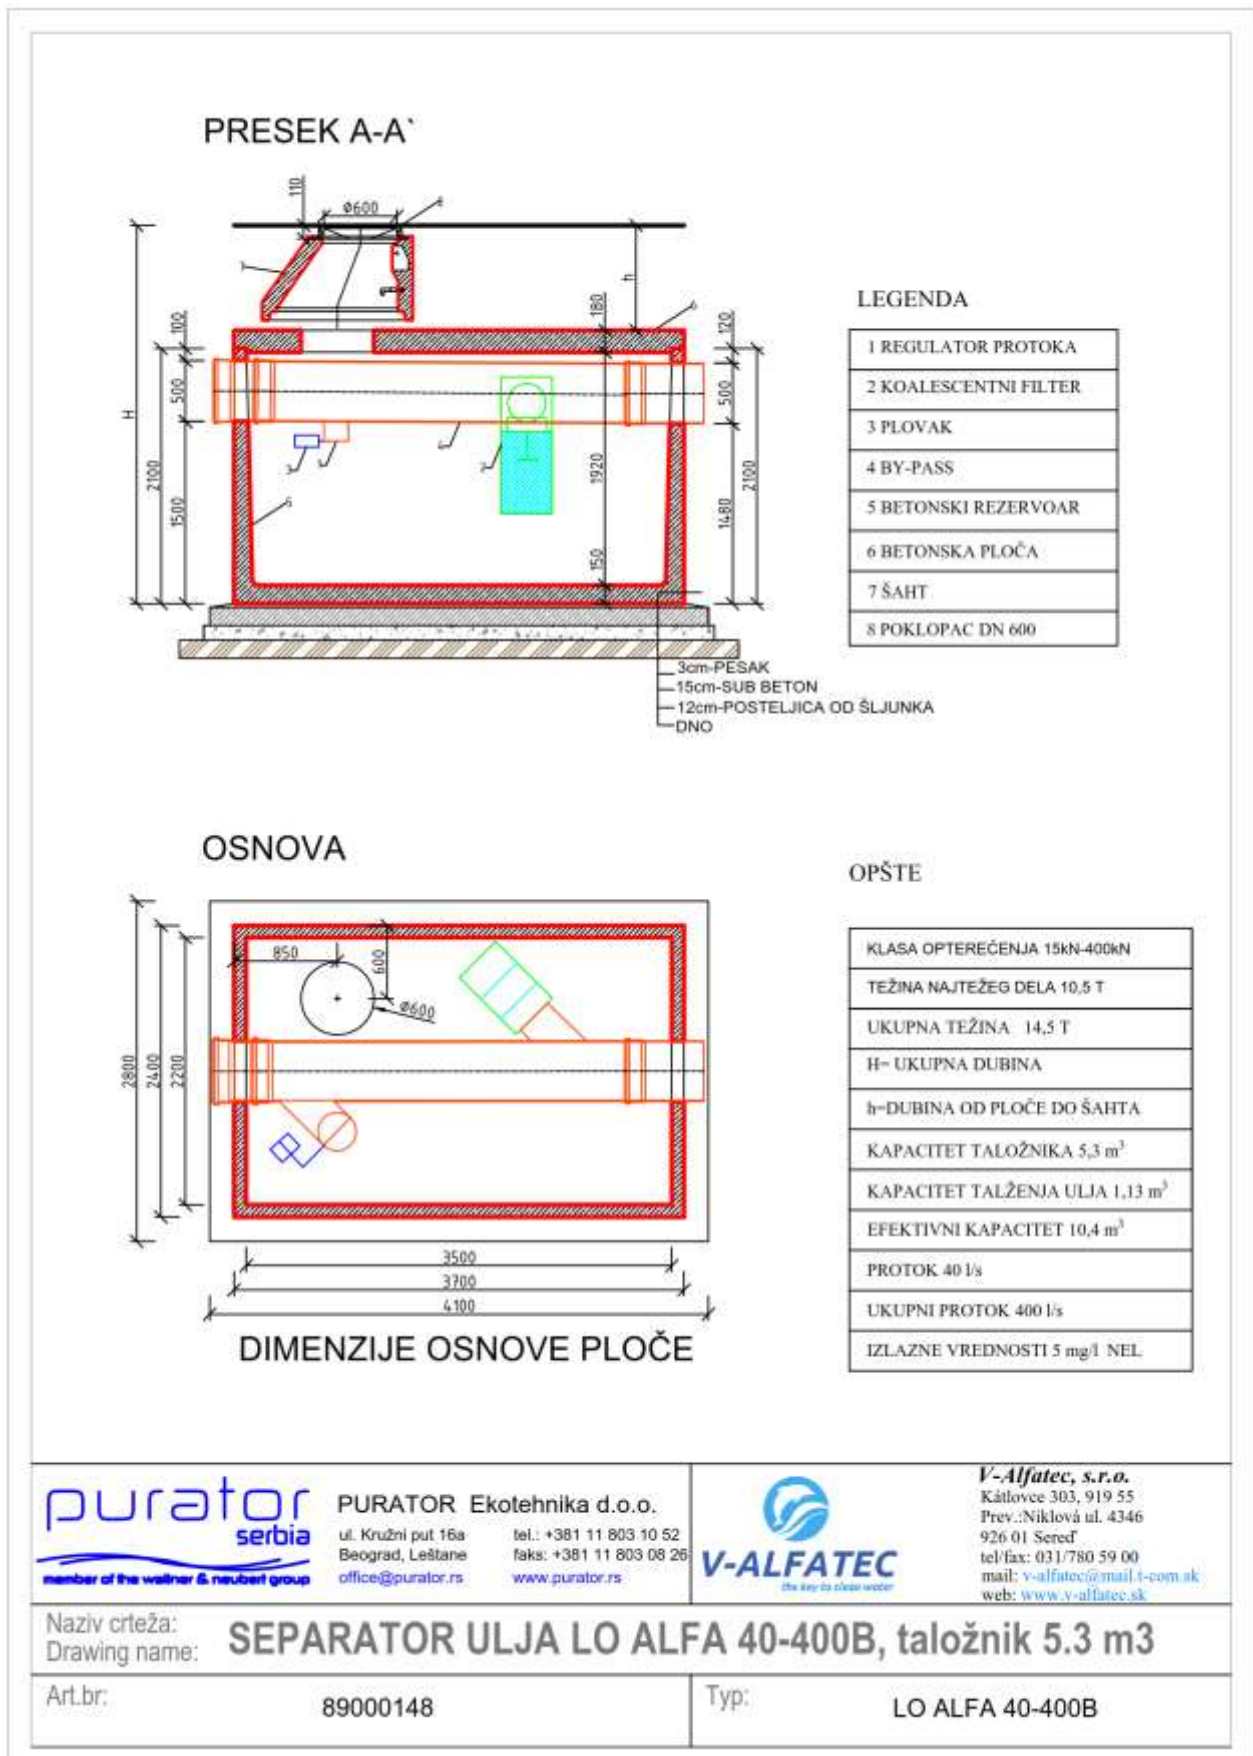 PRESEK A-A`
110
Ø600
8
7
h
180
6
100
120
500
500
H
3
1
4
2
1920
2100
2100
1500
5
1480
150
3cm-PESAK
15cm-SUB BETON
12cm-POSTELJICA OD ŠLJUNKA
DNO
LEGENDA
1 REGULATOR PROTOKA
2 KOALESCENTNI FILTER
3 PLOVAK
4 BY-PASS
5 BETONSKI REZERVOAR
6 BETONSKA PLOČA
7 ŠAHT
8 POKLOPAC DN 600
OSNOVA
850
600
Ø600
2800
2400
2200
3500
3700
4100
DIMENZIJE OSNOVE PLOČE
OPŠTE
KLASA OPTEREČENJA 15kN-400kN
TEŽINA NAJTEŽEG DELA 10,5 T
UKUPNA TEŽINA 14,5 T
H= UKUPNA DUBINA
h=DUBINA OD PLOČE DO ŠAHTA
KAPACITET TALOŽNIKA 5,3 m³
KAPACITET TALŽENJA ULJA 1,13 m³
EFEKTIVNI KAPACITET 10,4 m³
PROTOK 40 l/s
UKUPNI PROTOK 400 l/s
IZLAZNE VREDNOSTI 5 mg/l NEL
purator
serbia
member of the wallner & neubert group
PURATOR Ekotehnika d.o.o.
ul. Kružni put 16a tel.: +381 11 803 10 52
Beograd, Leštane faks: +381 11 803 08 26
office@purator.rs www.purator.rs
V-ALFATEC
the key to clean water
V-Alfatec, s.r.o.
Kátlovce 303, 919 55
Prev.:Niklová ul. 4346
926 01 Sereď
tel/fax: 031/780 59 00
mail: v-alfatec@mail.t-com.sk
web: www.v-alfatec.sk
Naziv crteža:
Drawing name:
SEPARATOR ULJA LO ALFA 40-400B, taložnik 5.3 m3
Art.br:
89000148
Typ:
LO ALFA 40-400B